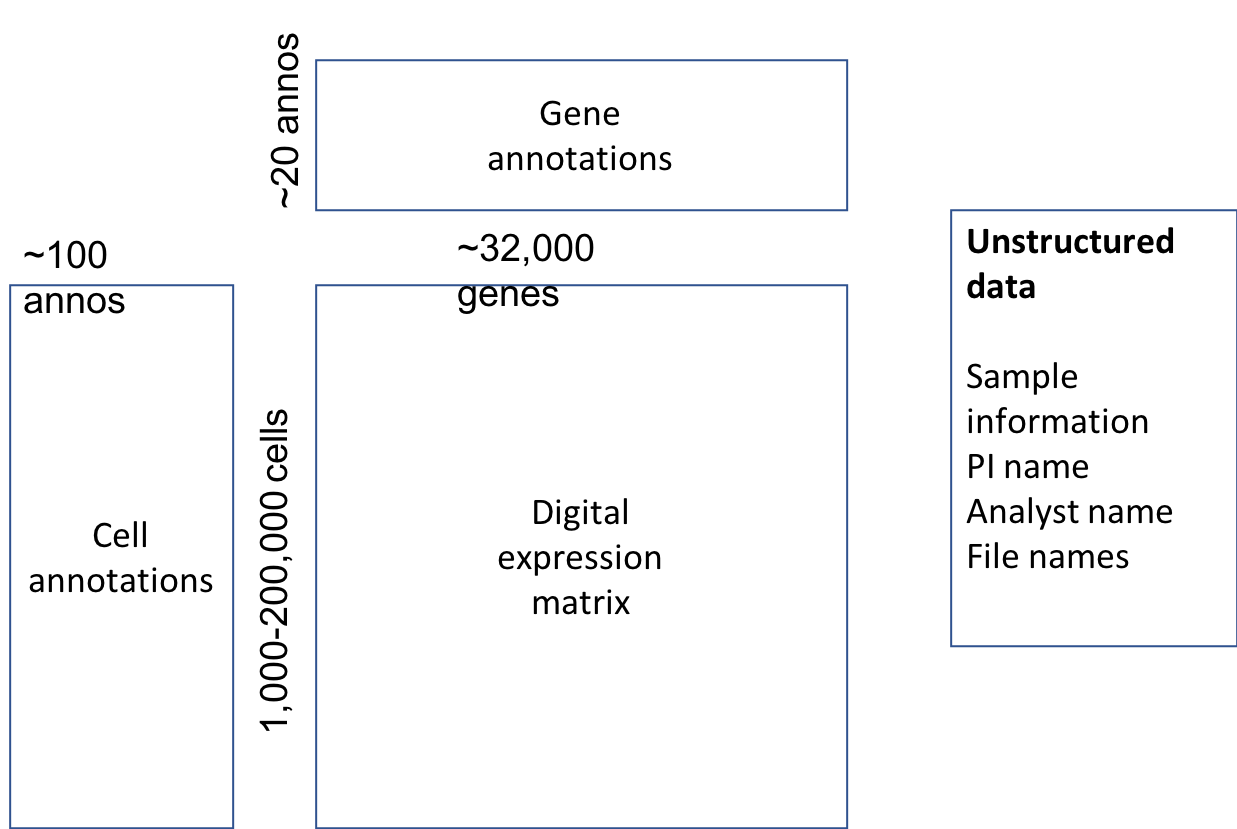 ~20 annos
Gene
annotations
~100
annos
~32,000
genes
Cell
annotations
1,000-200,000 cells
Digital
expression
matrix
Unstructured
data
Sample
information
PI name
Analyst name
File names